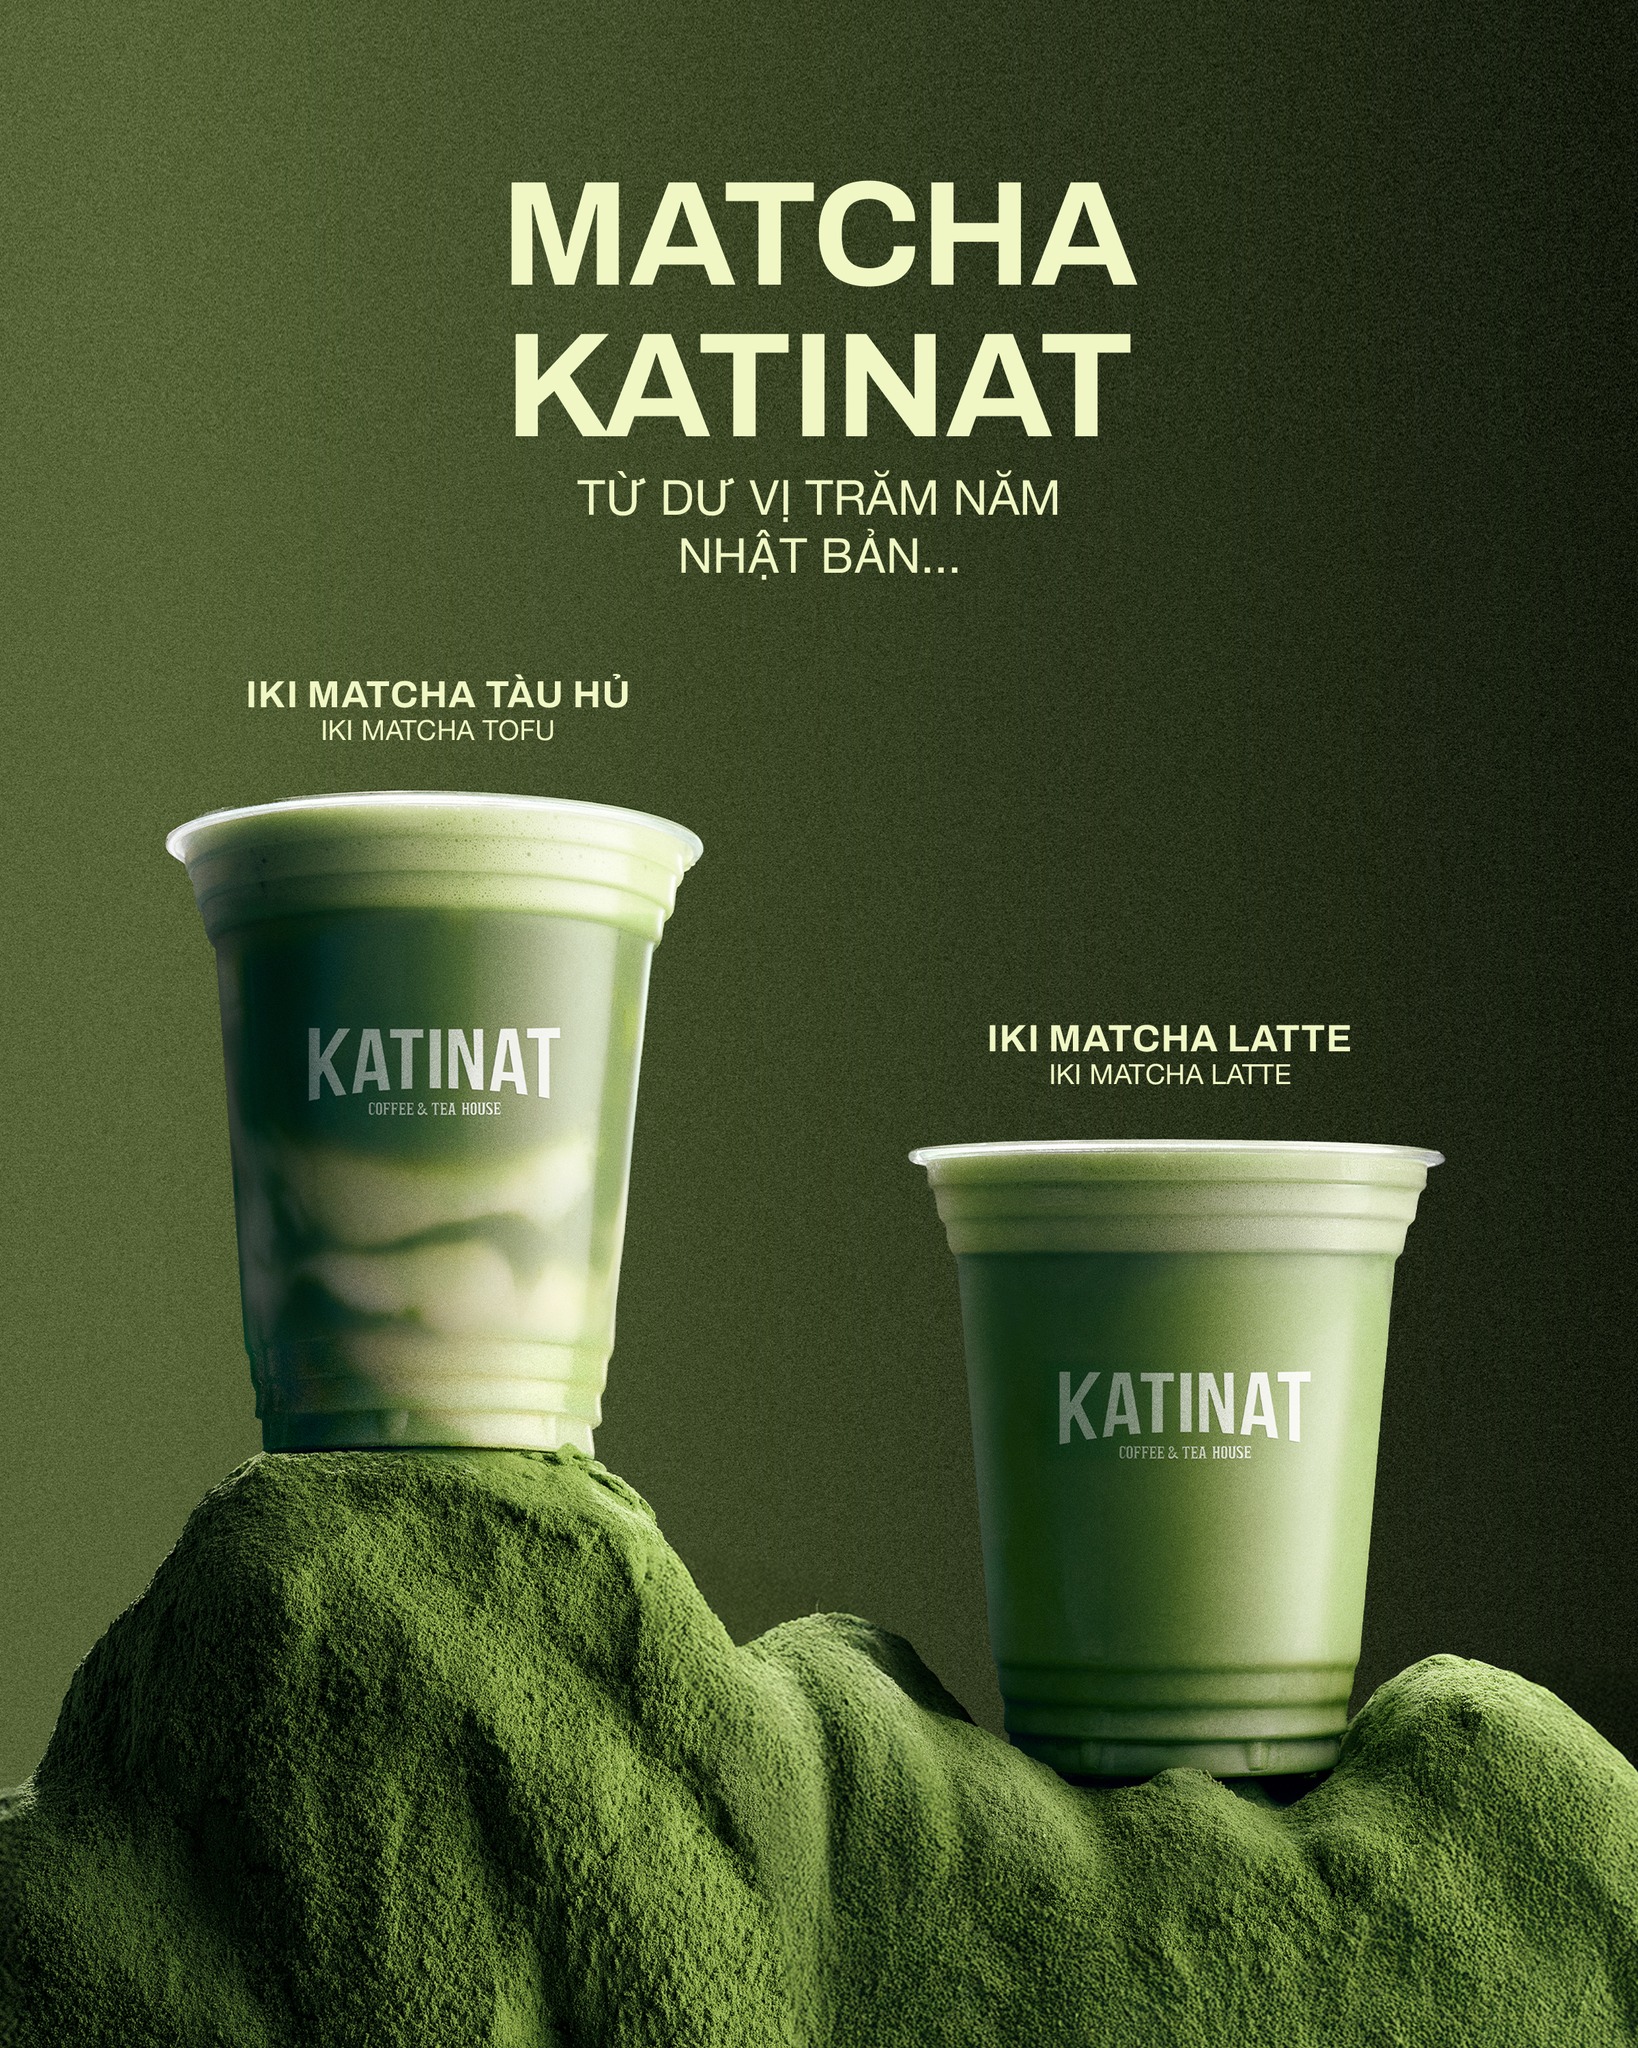 MATCHA
KATINAT
TỪ DƯ VỊ TRĂM NĂM
NHẬT BẢN...
IKI MATCHA TÀU HỦ
IKI MATCHA TOFU
KATINAT
COFFEE & TEA HOUSE
IKI MATCHA LATTE
IKI MATCHA LATTE
KATINAT
COFFEE & TEA HOUSE